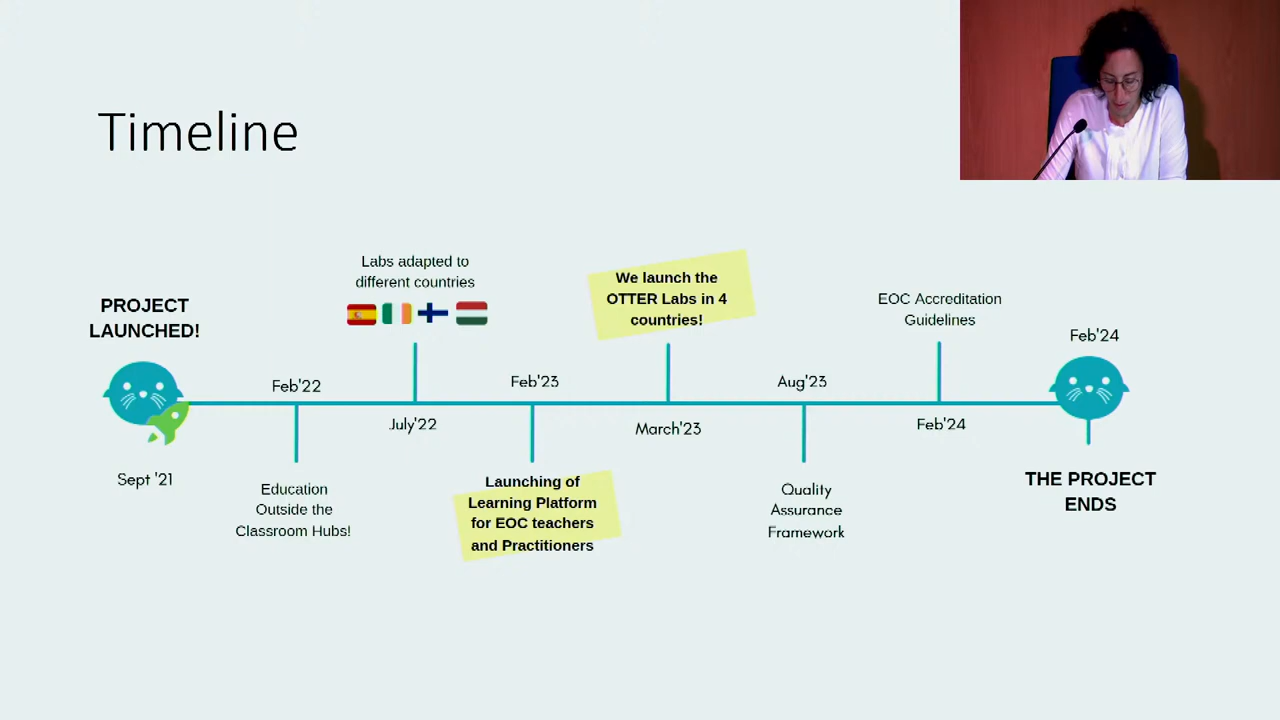 Timeline
Labs adapted to
different countries
We launch the
OTTER Labs in 4
countries!
PROJECT
LAUNCHED!
EOC Accreditation
Guidelines
Feb'24
Feb'22
Feb'23
Aug'23
July'22
March'23
Feb'24
Sept '21
Education
Outside the
Classroom Hubs!
Launching of
Learning Platform
for EOC teachers
and Practitioners
Quality
Assurance
Framework
THE PROJECT
ENDS